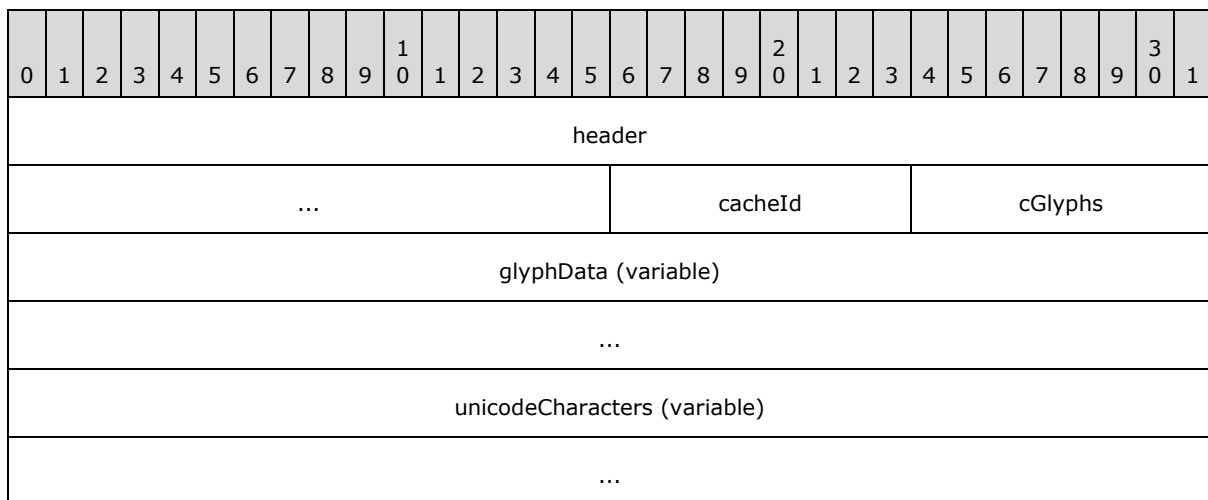 1 2 3
0 1 2 3 4 5 6 7 8 9 0 1 2 3 4 5 6 7 8 9 0 1 2 3 4 5 6 7 8 9 0 1
header
... cacheId cGlyphs
glyphData (variable)
...
unicodeCharacters (variable)
...